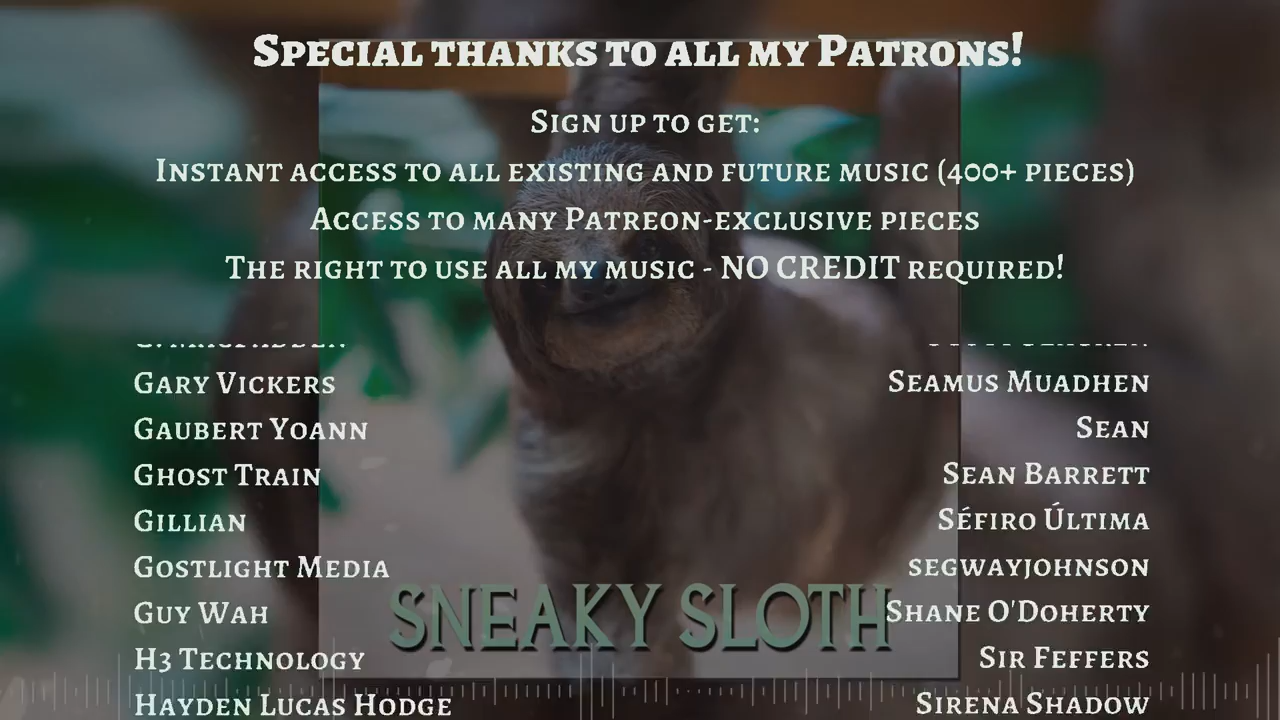 Special thanks to all my Patrons!
Sign up to get:
Instant access to all existing and future music (400+ pieces)
Access to many Patreon-exclusive pieces
The right to use all my music - NO CREDIT required!
Gary Vickers
Gaubert Yoann
Ghost Train
Gillian
Gostlight Media
Guy Wah
H3 Technology
Hayden Lucas Hodge
Seamus Muadhen
Sean
Sean Barrett
Séfiro Última
segwayjohnson
Shane O'Doherty
Sir Feffers
Sirena Shadow
SNEAKY SLOTH